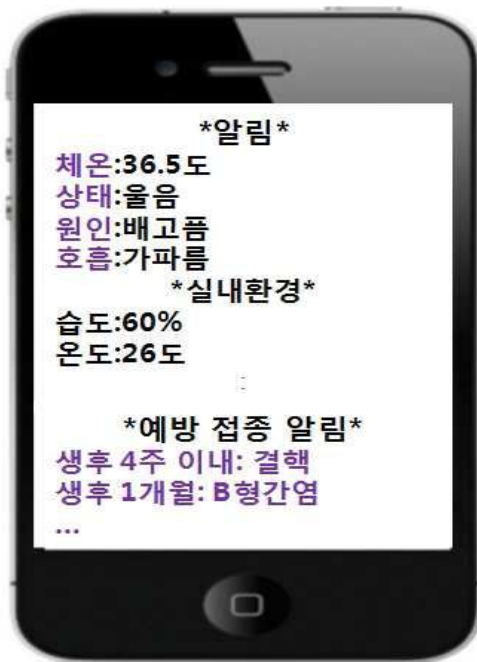 *알림*
체온:36.5도
상태:울음
원인:배고픔
호흡:가파름
*실내환경*
습도:60%
온도:26도
:
*예방 접종 알림*
생후 4주 이내: 결핵
생후 1개월: B형간염
...